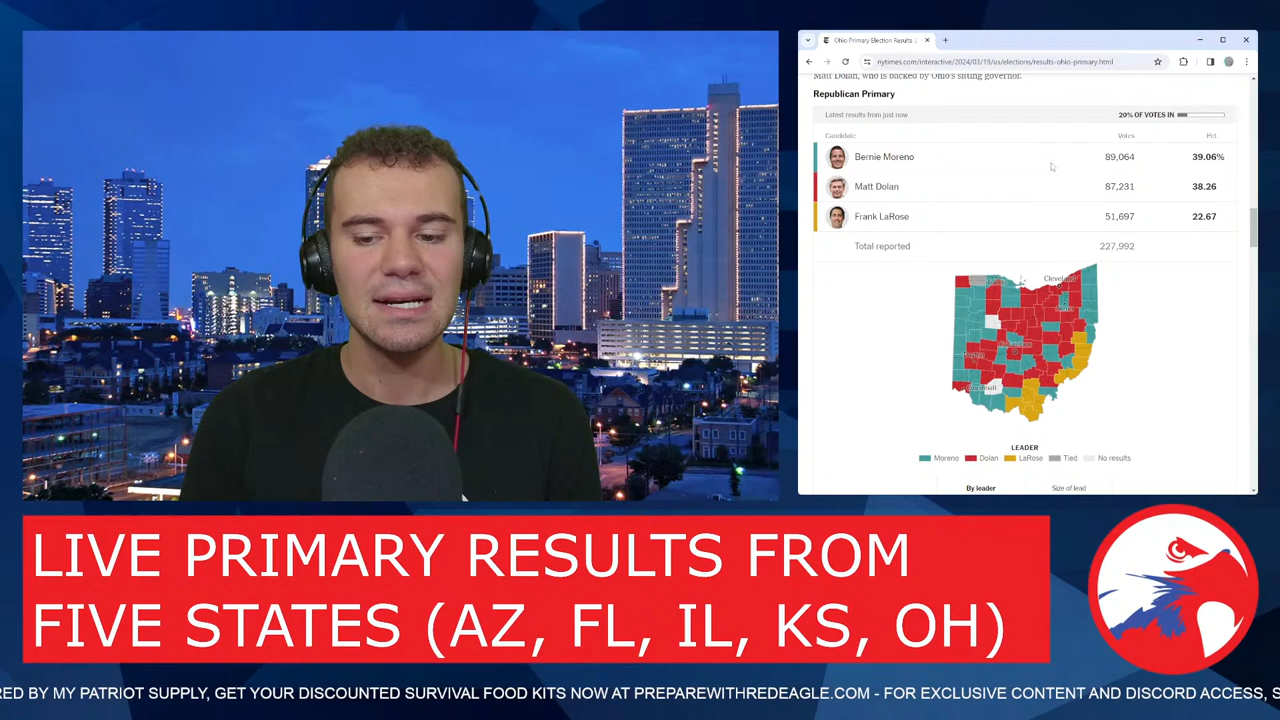 Ohio Primary Election Results 2
nytimes.com/interactive/2024/03/19/us/elections/results-ohio-primary.html
Matt Dolan, who is backed by Ohio's sitting governor.
Republican Primary
Latest results from just now
20% OF VOTES IN
Candidate Votes Pct.
Bernie Moreno 89,064 39.06%
Matt Dolan 87,231 38.26
Frank LaRose 51,697 22.67
Total reported 227,992
Cleveland
Dayton
Cincinnati
LEADER
Moreno Dolan LaRose Tied No results
By leader Size of lead
LIVE PRIMARY RESULTS FROM
FIVE STATES (AZ, FL, IL, KS, OH)
RED BY MY PATRIOT SUPPLY, GET YOUR DISCOUNTED SURVIVAL FOOD KITS NOW AT PREPAREWITHREDEAGLE.COM - FOR EXCLUSIVE CONTENT AND DISCORD ACCESS, S